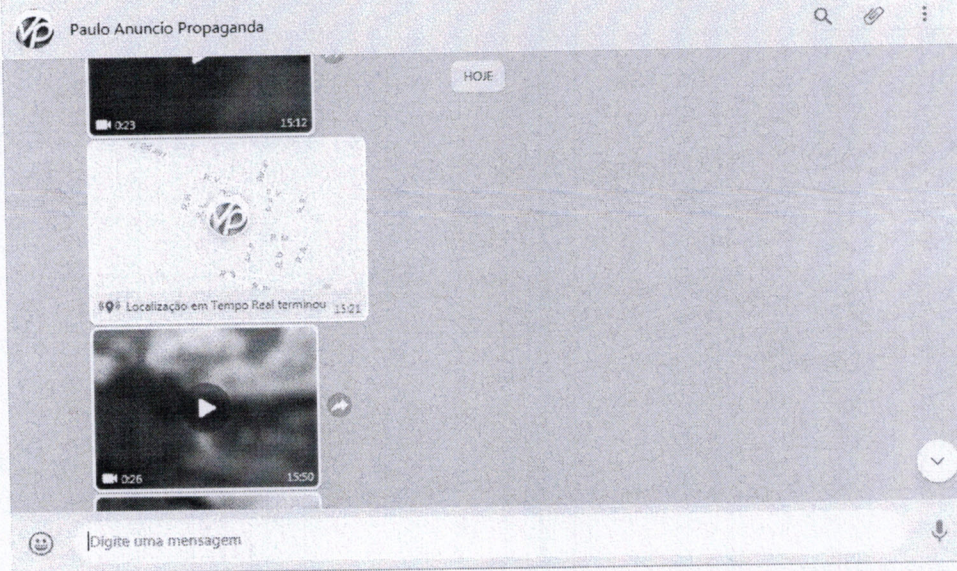 Paulo Anuncio Propaganda
HOJE
0:23 15:12
Localização em Tempo Real terminou 15:21
0:26 15:50
Digite uma mensagem